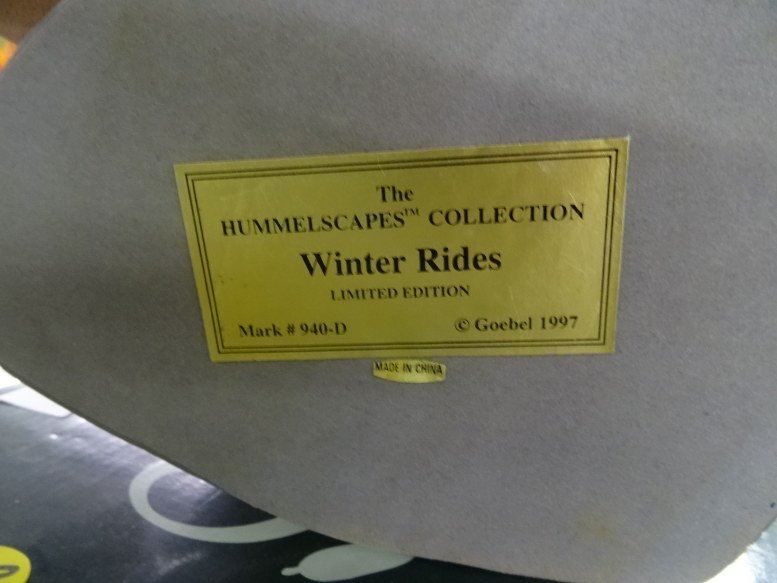 The
HUMMELSCAPES™ COLLECTION
Winter Rides
LIMITED EDITION
Mark # 940-D © Goebel 1997
MADE IN CHINA